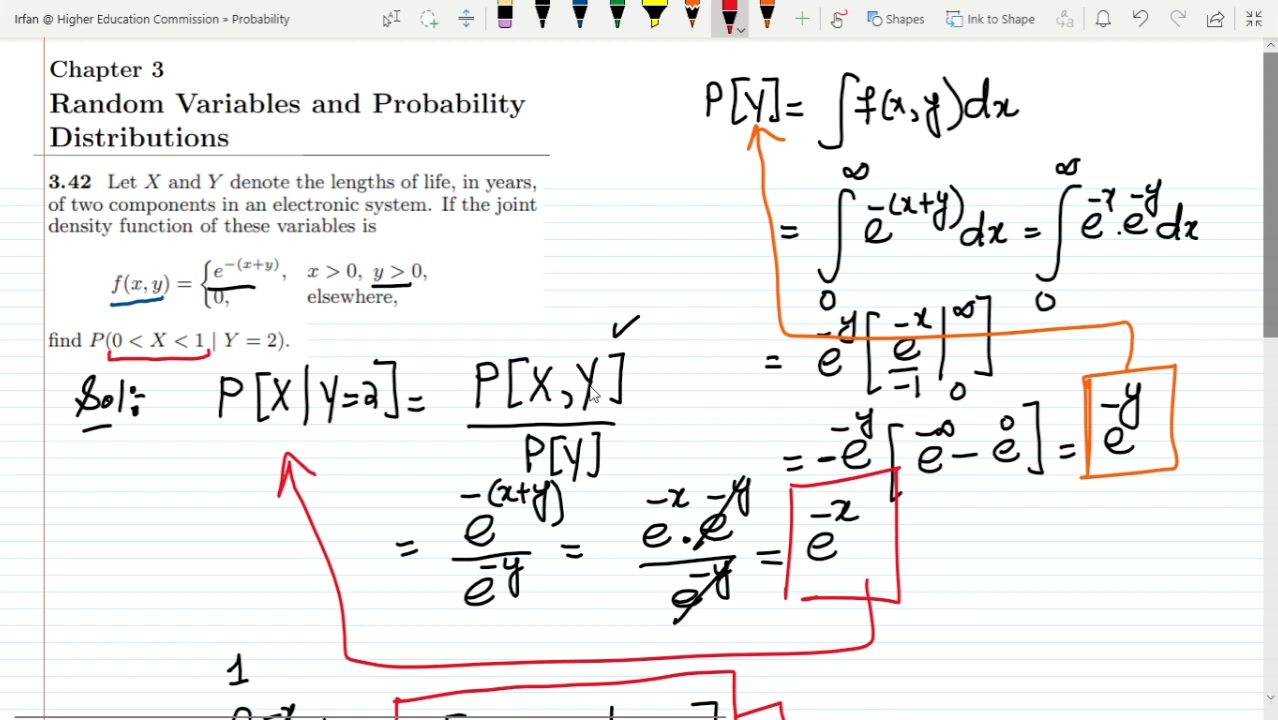 Irfan @ Higher Education Commission » Probability
Shapes
Ink to Shape
Chapter 3
Random Variables and Probability
Distributions
3.42 Let X and Y denote the lengths of life, in years,
of two components in an electronic system. If the joint
density function of these variables is
f(x, y) = { e^{-(x+y)}, x > 0, y > 0,
0, elsewhere,
find P(0 < X < 1 | Y = 2).
Sol:- P[X|Y=2] = P[X,Y] / P[Y]
= e^{-(x+y)} / e^{-y} = e^{-x}.e^{-y} / e^{-y} = e^{-x}
P[Y] = ∫ f(x,y) dx
= ∫_0^∞ e^{-(x+y)} dx = ∫_0^∞ e^{-x}.e^{-y} dx
= e^{-y} [ e^{-x} / -1 |_0^∞ ]
= -e^{-y} [ e^{-∞} - e^0 ] = e^{-y}
1